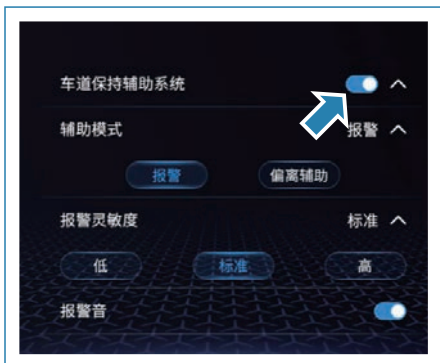 车道保持辅助系统
辅助模式 报警
报警 偏离辅助
报警灵敏度 标准
低 标准 高
报警音